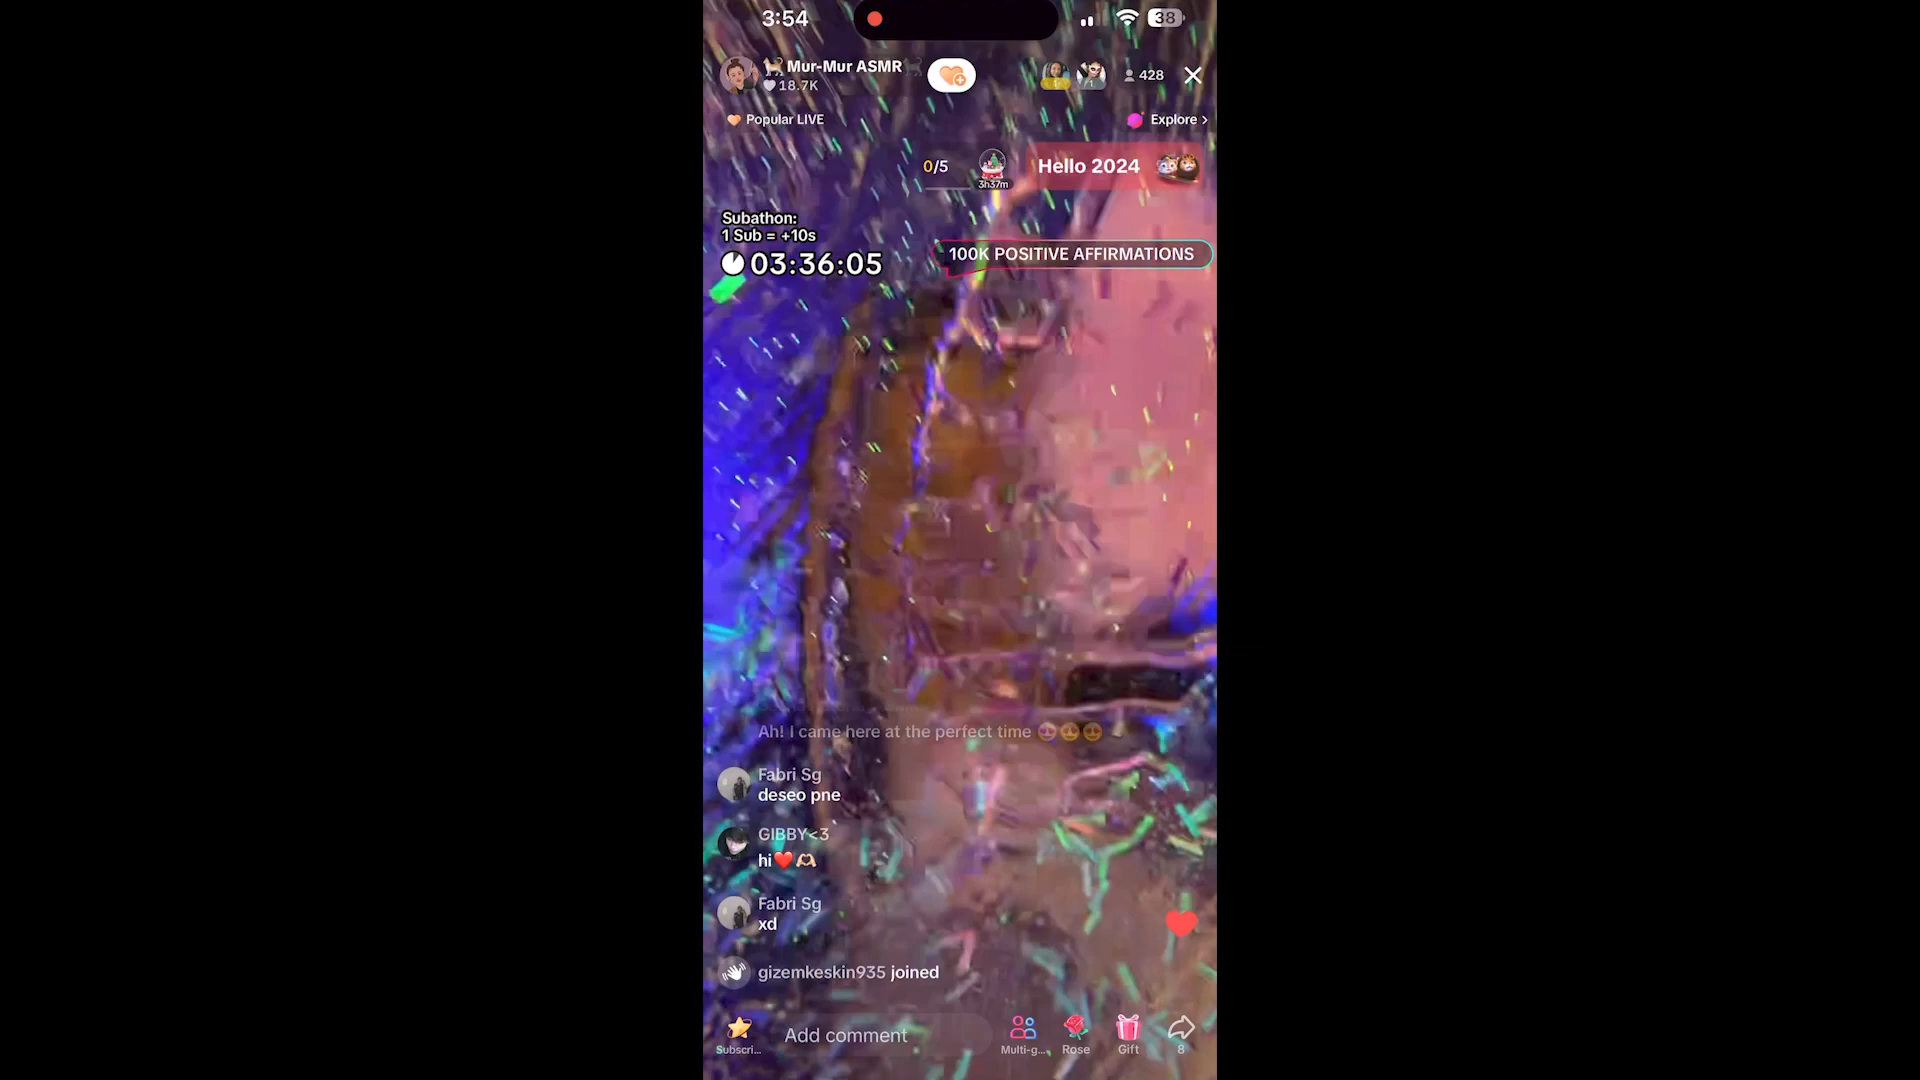 3:54
38
Mur-Mur ASMR
18.7K
428
Popular LIVE
Explore >
0/5
3h37m
Hello 2024
Subathon:
1 Sub = +10s
03:36:05
100K POSITIVE AFFIRMATIONS
Ah! I came here at the perfect time
Fabri Sg
deseo pne
GIBBY<3
hi
Fabri Sg
xd
gizemkeskin935 joined
Add comment
Subscri...
Multi-g...
Rose
Gift
8